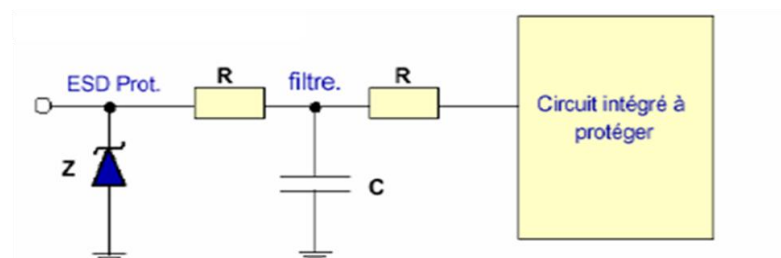 ESD Prot.
R
filtre.
R
Circuit intégré à
protéger
Z
C